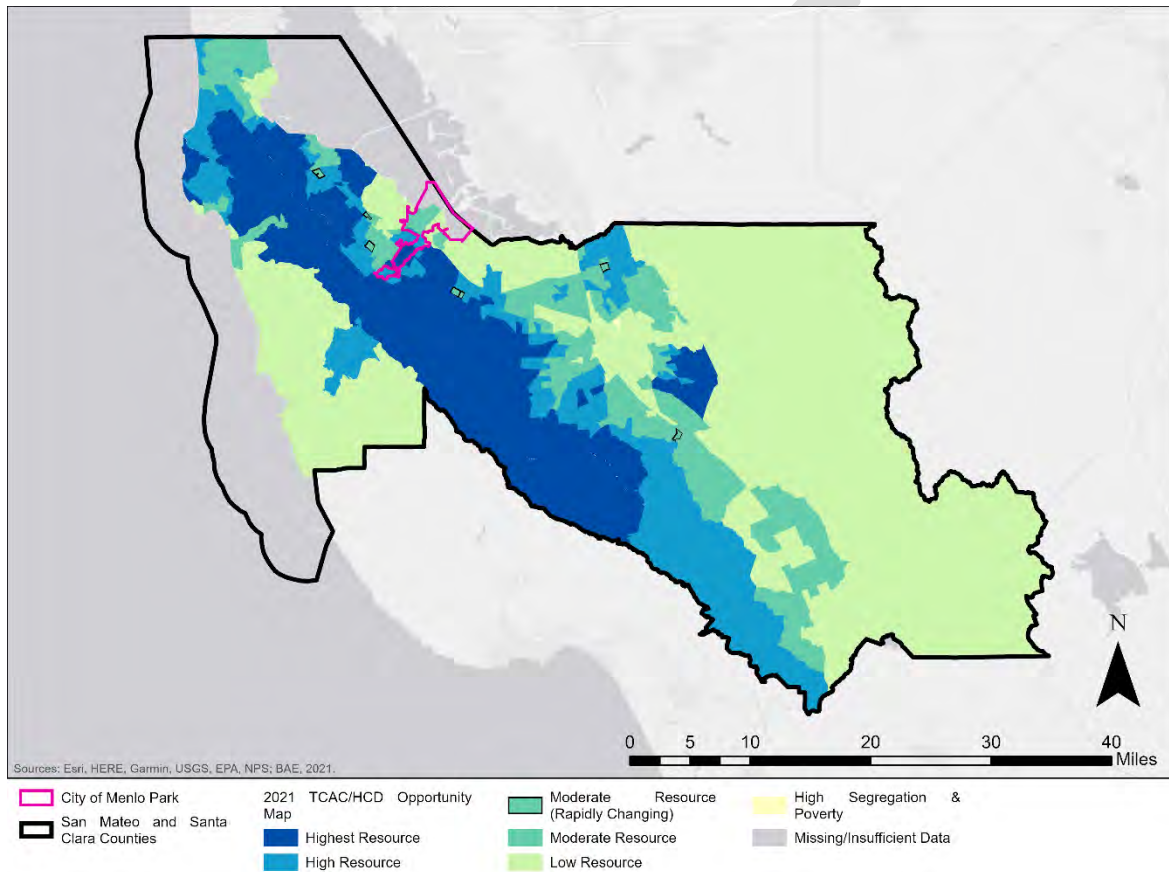 N
0 5 10 20 30 40
Miles
Sources: Esri, HERE, Garmin, USGS, EPA, NPS; BAE, 2021.
City of Menlo Park
San Mateo and Santa
Clara Counties
2021 TCAC/HCD Opportunity
Map
Highest Resource
High Resource
Moderate Resource
(Rapidly Changing)
Moderate Resource
Low Resource
High Segregation &
Poverty
Missing/Insufficient Data